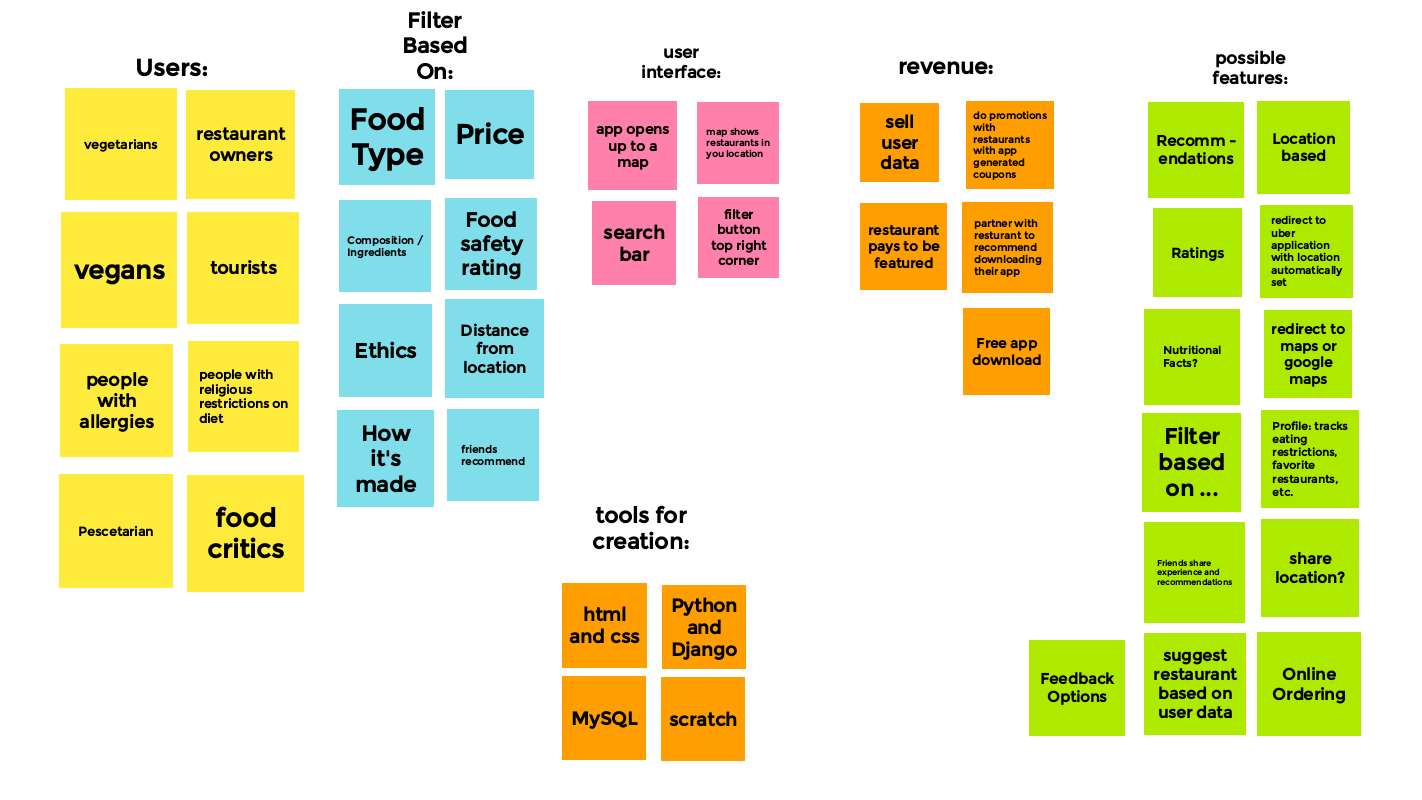 Users:
vegetarians
restaurant
owners
vegans
tourists
people
with
allergies
people with
religious
restrictions on
diet
Pescetarian
food
critics
Filter
Based
On:
Food
Type
Price
Composition /
Ingredients
Food
safety
rating
Ethics
Distance
from
location
How
it's
made
friends
recommend
user
interface:
app opens
up to a
map
map shows
restaurants in
you location
search
bar
filter
button
top right
corner
tools for
creation:
html
and css
Python
and
Django
MySQL
scratch
revenue:
sell
user
data
do promotions
with
restaurants
with app
generated
coupons
restaurant
pays to be
featured
partner with
resturant to
recommend
downloading
their app
Free app
download
possible
features:
Recomm -
endations
Location
based
Ratings
redirect to
uber
application
with location
automatically
set
Nutritional
Facts?
redirect to
maps or
google
maps
Filter
based
on ...
Profile: tracks
eating
restrictions,
favorite
restaurants,
etc.
Friends share
experience and
recommendations
share
location?
Feedback
Options
suggest
restaurant
based on
user data
Online
Ordering